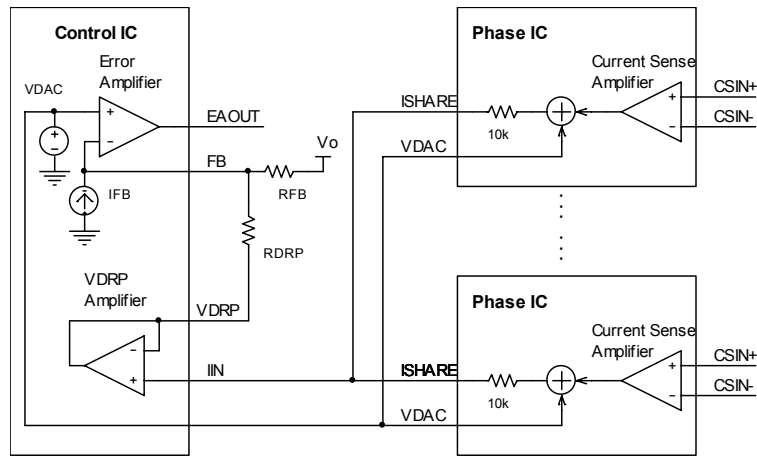 Control IC
Error
Amplifier
VDAC
+
-
+
-
EAOUT
FB
Vo
IFB
RFB
RDRP
VDRP
Amplifier
VDRP
-
+
IIN
Phase IC
Current Sense
Amplifier
CSIN+
ISHARE
+
-
CSIN-
10k
VDAC
Phase IC
Current Sense
Amplifier
CSIN+
ISHARE
+
-
CSIN-
10k
VDAC